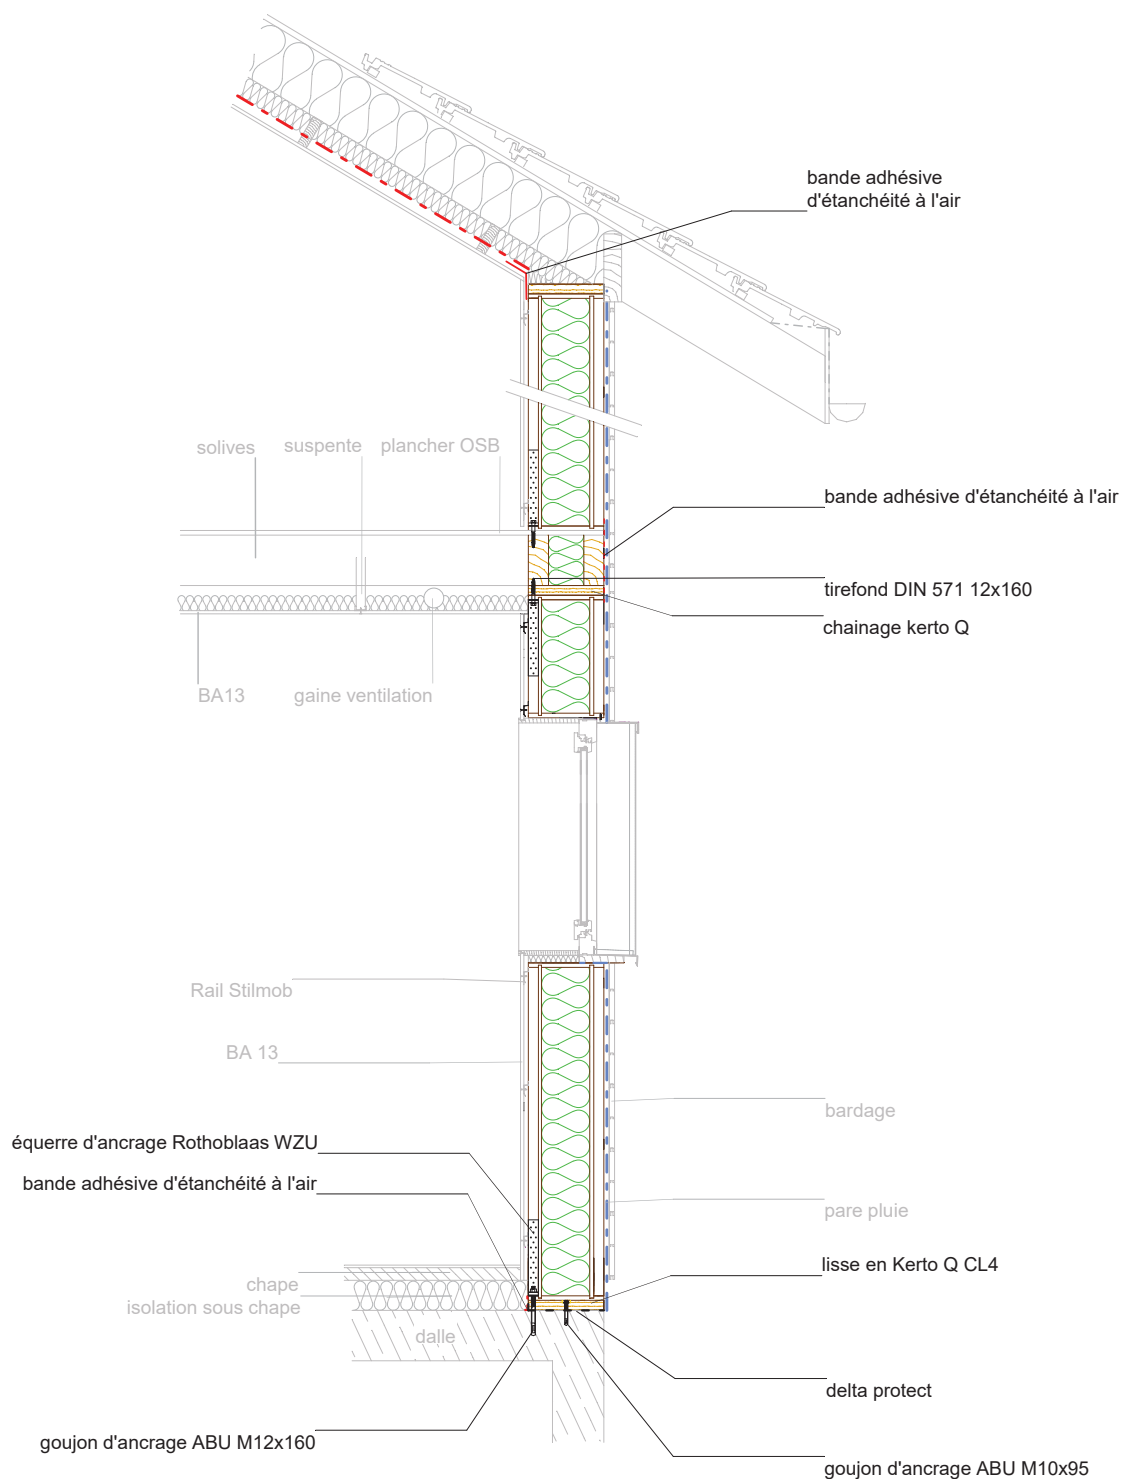 bande adhésive
d'étanchéité à l'air
solives
suspente
plancher OSB
bande adhésive d'étanchéité à l'air
tirefond DIN 571 12x160
chainage kerto Q
BA13
gaine ventilation
Rail Stilmob
BA 13
bardage
équerre d'ancrage Rothoblaas WZU
bande adhésive d'étanchéité à l'air
pare pluie
lisse en Kerto Q CL4
chape
isolation sous chape
dalle
delta protect
goujon d'ancrage ABU M12x160
goujon d'ancrage ABU M10x95